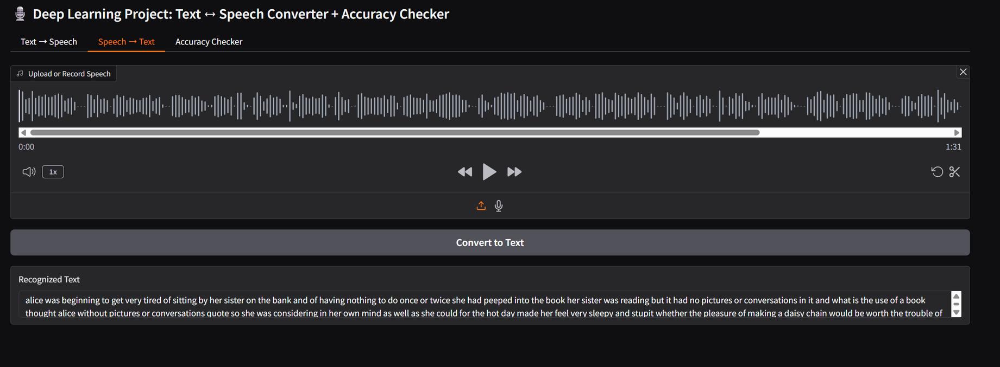 Deep Learning Project: Text ↔ Speech Converter + Accuracy Checker
Text → Speech
Speech → Text
Accuracy Checker
Upload or Record Speech
0:00
1:31
1x
Convert to Text
Recognized Text
alice was beginning to get very tired of sitting by her sister on the bank and of having nothing to do once or twice she had peeped into the book her sister was reading but it had no pictures or conversations in it and what is the use of a book
thought alice without pictures or conversations quote so she was considering in her own mind as well as she could for the hot day made her feel very sleepy and stupit whether the pleasure of making a daisy chain would be worth the trouble of